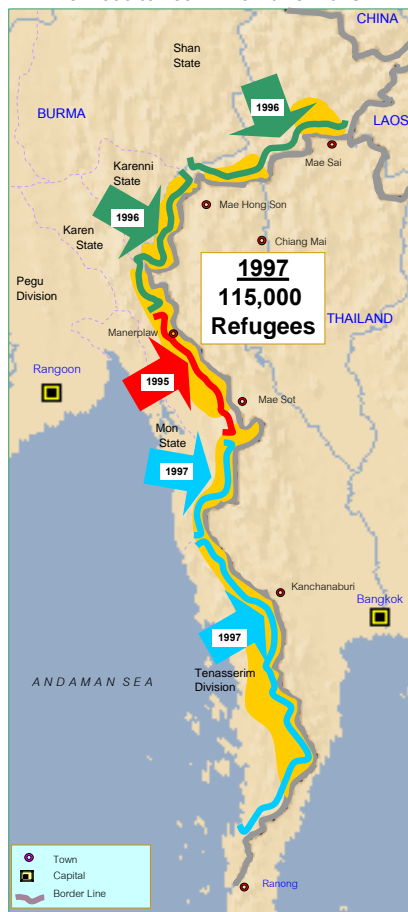 CHINA
Shan
State
1996
BURMA
LAOS
Mae Sai
Karenni
State
1996
Mae Hong Son
Karen
State
Chiang Mai
1997
115,000
Refugees
Pegu
Division
THAILAND
Manerplaw
Rangoon
1995
Mae Sot
Mon
State
1997
Kanchanaburi
Bangkok
1997
Tenasserim
Division
ANDAMAN SEA
Town
Capital
Border Line
Ranong